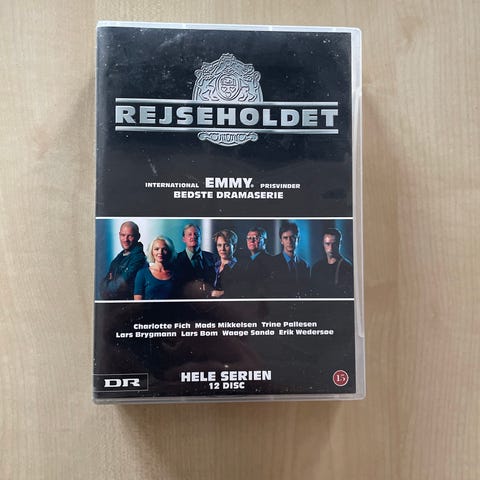 REJSEHOLDET
INTERNATIONAL EMMY® PRISVINDER
BEDSTE DRAMASERIE
Charlotte Fich Mads Mikkelsen Trine Pallesen
Lars Brygmann Lars Bom Waage Sandø Erik Wedersøe
DR
HELE SERIEN
12 DISC
15